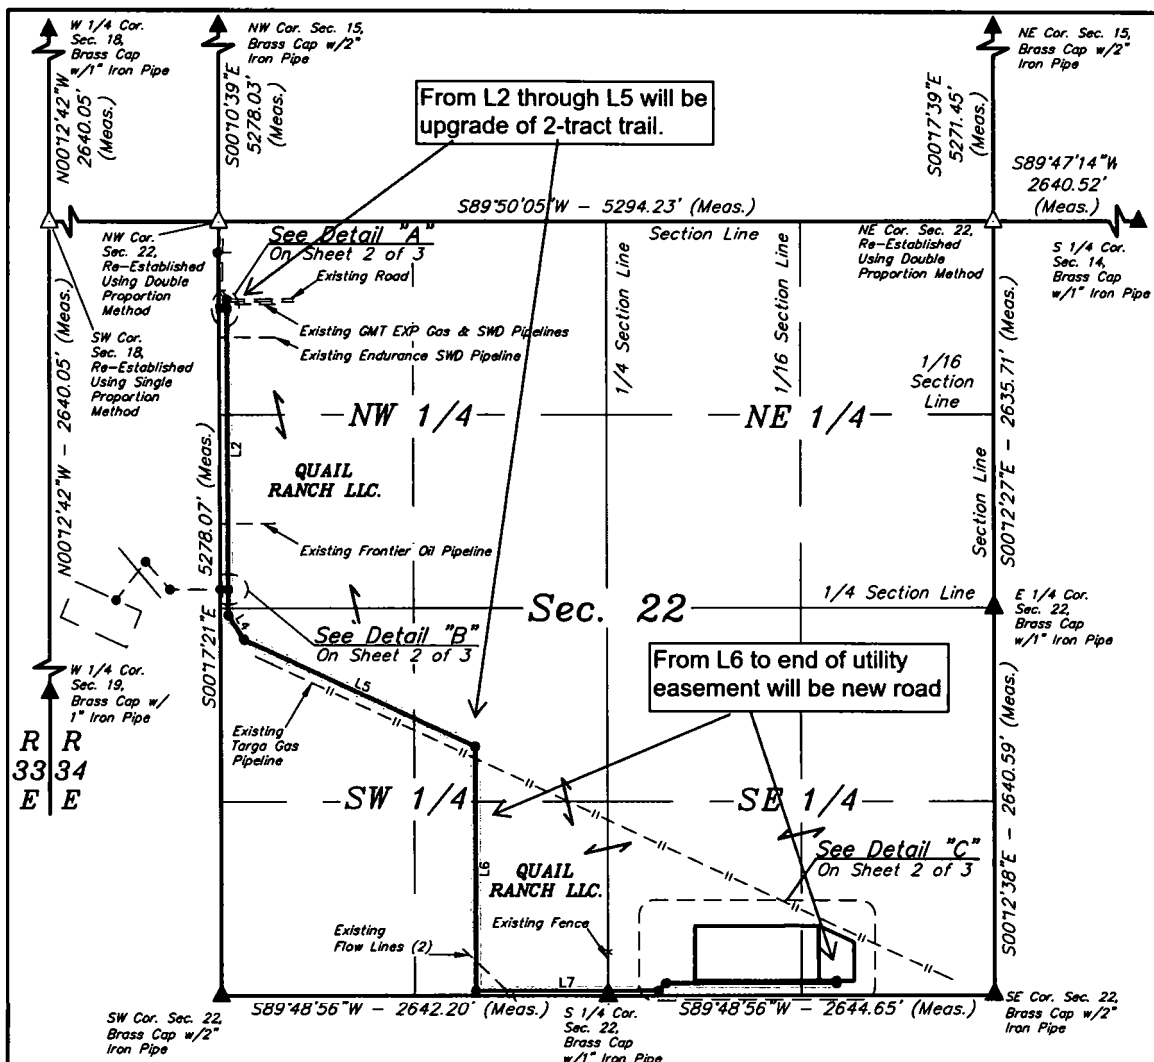 W 1/4 Cor.
Sec. 18,
Brass Cap
w/1" Iron Pipe
NW Cor. Sec. 15,
Brass Cap w/2"
Iron Pipe
NE Cor. Sec. 15,
Brass Cap w/2"
Iron Pipe
N00°12'42"W
2640.05'
(Meas.)
S00°10'39"E
5278.03'
(Meas.)
From L2 through L5 will be
upgrade of 2-tract trail.
S00°17'39"E
5271.45'
(Meas.)
S89°47'14"W
2640.52'
(Meas.)
S89°50'05"W - 5294.23' (Meas.)
NW Cor.
Sec. 22,
Re-Established
Using Double
Proportion
Method
See Detail "A"
On Sheet 2 of 3
Section Line
NE Cor. Sec. 22,
Re-Established
Using Double
Proportion Method
S 1/4 Cor.
Sec. 14,
Brass Cap
w/1" Iron Pipe
Existing Road
SW Cor.
Sec. 18,
Re-Established
Using Single
Proportion
Method
Existing GMT EXP Gas & SWD Pipelines
Existing Endurance SWD Pipeline
1/4 Section Line
1/16 Section Line
1/16
Section
Line
N00°12'42"W - 2640.05' (Meas.)
NW 1/4
NE 1/4
S00°12'27"E - 2635.71' (Meas.)
L2
QUAIL
RANCH LLC.
S00°17'21"E 5278.07' (Meas.)
Section Line
Existing Frontier Oil Pipeline
Sec. 22
1/4 Section Line
E 1/4 Cor.
Sec. 22,
Brass Cap
w/1" Iron Pipe
L4
See Detail "B"
On Sheet 2 of 3
From L6 to end of utility
easement will be new road
W 1/4 Cor.
Sec. 19,
Brass Cap w/
1" Iron Pipe
L5
R R
33 34
E E
Existing
Targa Gas
Pipeline
SW 1/4
SE 1/4
S00°12'38"E - 2640.59' (Meas.)
See Detail "C"
On Sheet 2 of 3
L6
QUAIL
RANCH LLC.
Existing
Flow Lines (2)
Existing Fence
L7
SW Cor. Sec. 22,
Brass Cap w/2"
Iron Pipe
S89°48'56"W - 2642.20' (Meas.)
S 1/4 Cor.
Sec. 22,
Brass Cap
w/1" Iron Pipe
S89°48'56"W - 2644.65' (Meas.)
SE Cor. Sec. 22,
Brass Cap w/2"
Iron Pipe